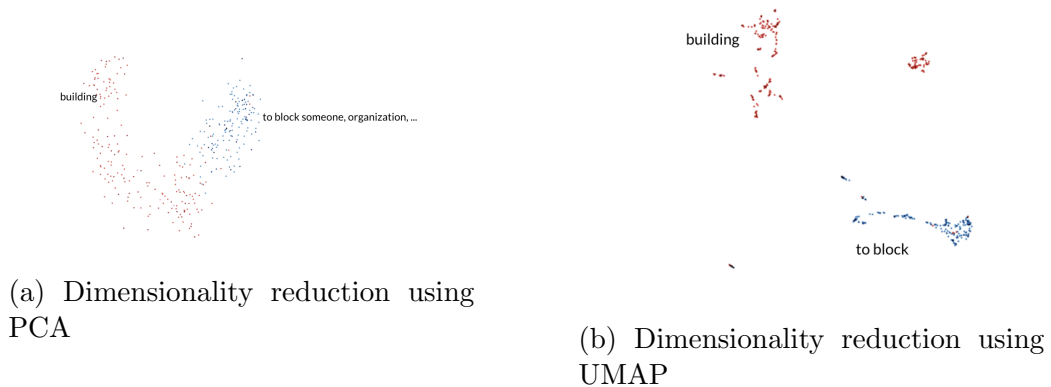 building
to block someone, organization, ...
(a) Dimensionality reduction using
PCA
building
to block
(b) Dimensionality reduction using
UMAP